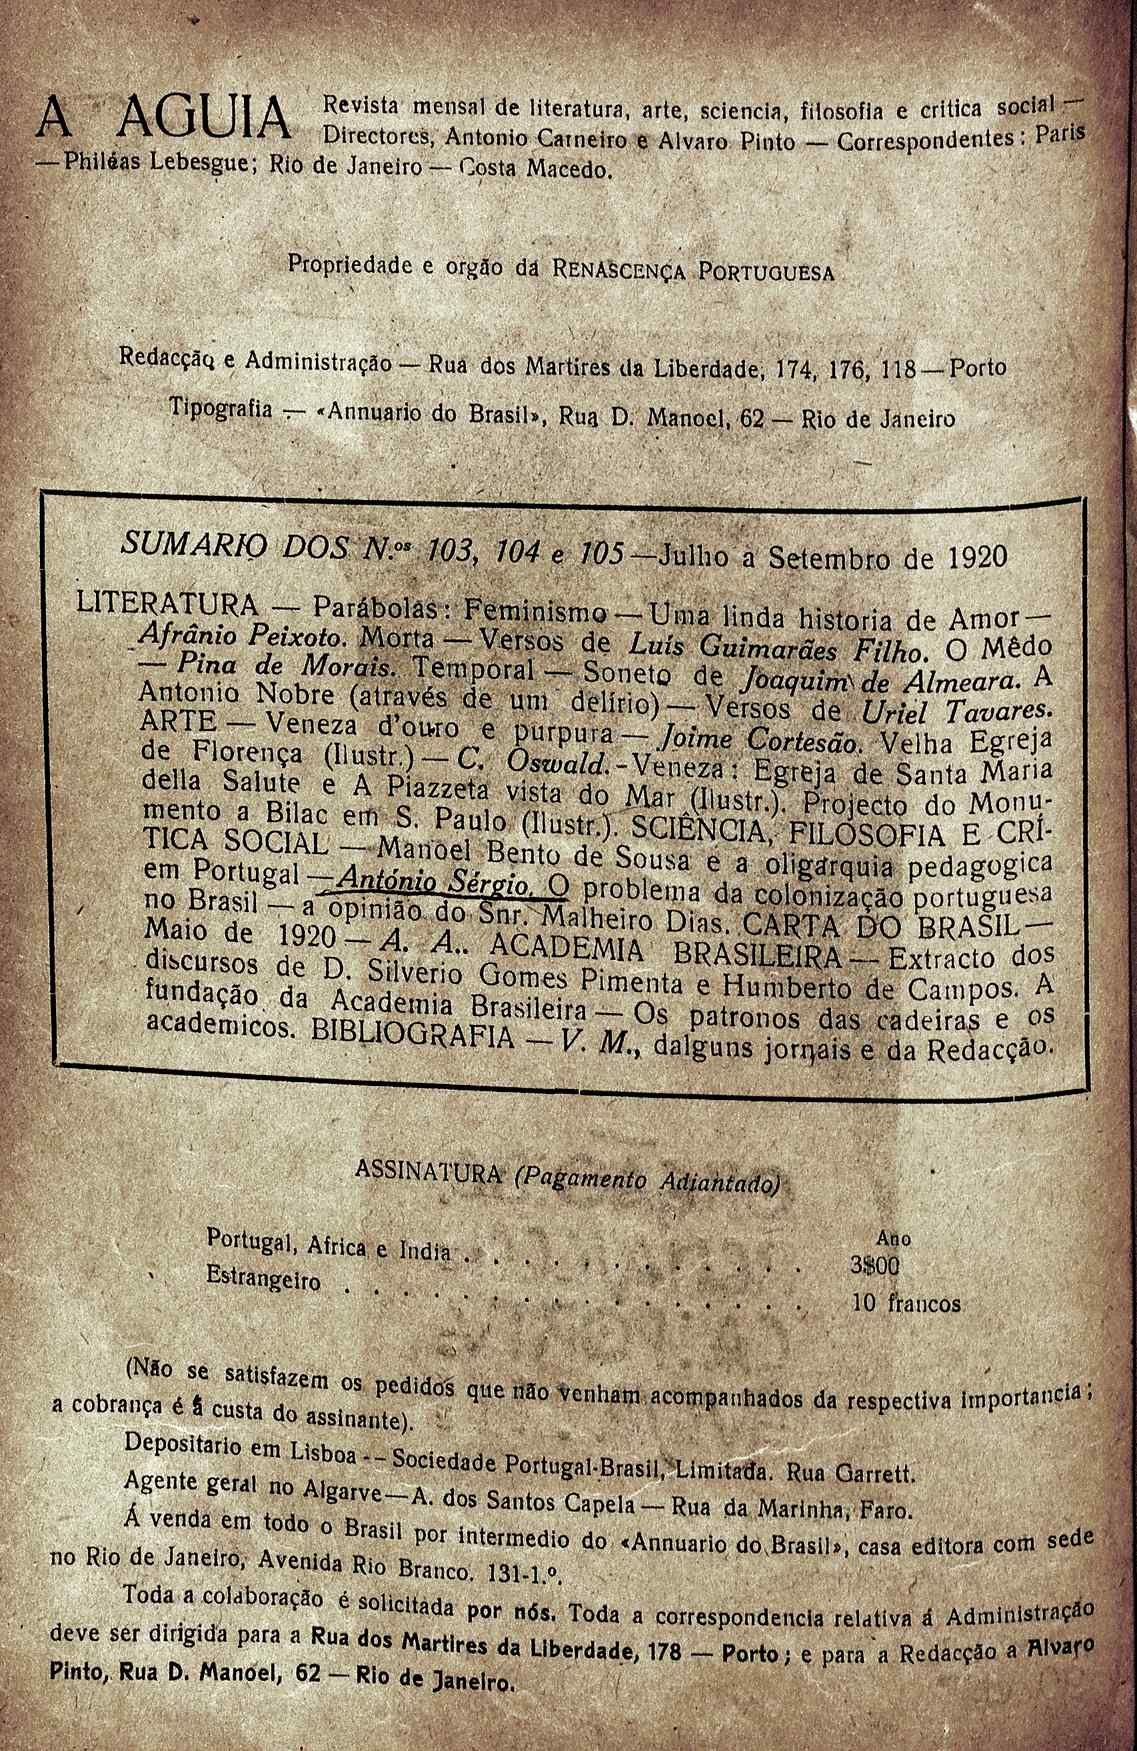 A AGUIA Revista mensal de literatura, arte, sciencia, filosofia e critica social —
Directores, Antonio Carneiro e Alvaro Pinto — Correspondentes: Paris
— Philéas Lebesgue; Rio de Janeiro — Costa Macedo.
Propriedade e orgão da RENASCENÇA PORTUGUESA
Redacção e Administração — Rua dos Martires da Liberdade, 174, 176, 118 — Porto
Tipografia — «Annuario do Brasil», Rua D. Manoel, 62 — Rio de Janeiro
SUMARIO DOS N.os 103, 104 e 105 — Julho a Setembro de 1920
LITERATURA — Parábolas: Feminismo — Uma linda historia de Amor —
Afrânio Peixoto. Morta — Versos de Luís Guimarães Filho. O Mêdo
— Pina de Morais. Temporal — Soneto de Joaquim de Almeara. A
Antonio Nobre (através de um delírio) — Versos de Uriel Tavares.
ARTE — Veneza d'ouro e purpura — Joime Cortesão. Velha Egreja
de Florença (Ilustr.) — C. Oswald. - Veneza: Egreja de Santa Maria
della Salute e A Piazzeta vista do Mar (Ilustr.). Projecto do Monu-
mento a Bilac em S. Paulo (Ilustr.). SCIÊNCIA, FILOSOFIA E CRÍ-
TICA SOCIAL — Manoel Bento de Sousa e a oligarquia pedagogica
em Portugal — António Sérgio. O problema da colonização portuguesa
no Brasil — a opinião do Snr. Malheiro Dias. CARTA DO BRASIL —
Maio de 1920 — A. A.. ACADEMIA BRASILEIRA — Extracto dos
discursos de D. Silverio Gomes Pimenta e Humberto de Campos. A
fundação da Academia Brasileira — Os patronos das cadeiras e os
academicos. BIBLIOGRAFIA — V. M., dalguns jornais e da Redacção.
ASSINATURA (Pagamento Adiantado)
Ano
Portugal, Africa e India . . . . . . . . . . . . 3$00
Estrangeiro . . . . . . . . . . . . . . . . 10 francos
(Não se satisfazem os pedidos que não venham acompanhados da respectiva importancia;
a cobrança é á custa do assinante).
Depositario em Lisboa -- Sociedade Portugal-Brasil, Limitada. Rua Garrett.
Agente geral no Algarve — A. dos Santos Capela — Rua da Marinha, Faro.
Á venda em todo o Brasil por intermedio do «Annuario do Brasil», casa editora com sede
no Rio de Janeiro, Avenida Rio Branco. 131-1.º.
Toda a colaboração é solicitada por nós. Toda a correspondencia relativa á Administração
deve ser dirigida para a Rua dos Martires da Liberdade, 178 — Porto; e para a Redacção a Alvaro
Pinto, Rua D. Manoel, 62 — Rio de Janeiro.